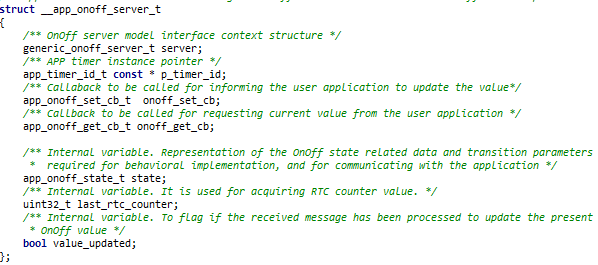 struct __app_onoff_server_t
{
/** OnOff server model interface context structure */
generic_onoff_server_t server;
/** APP timer instance pointer */
app_timer_id_t const * p_timer_id;
/** Callaback to be called for informing the user application to update the value*/
app_onoff_set_cb_t  onoff_set_cb;
/** Callback to be called for requesting current value from the user application */
app_onoff_get_cb_t onoff_get_cb;
/** Internal variable. Representation of the OnOff state related data and transition parameters
*  required for behavioral implementation, and for communicating with the application */
app_onoff_state_t state;
/** Internal variable. It is used for acquiring RTC counter value. */
uint32_t last_rtc_counter;
/** Internal variable. To flag if the received message has been processed to update the present
* OnOff value */
bool value_updated;
};